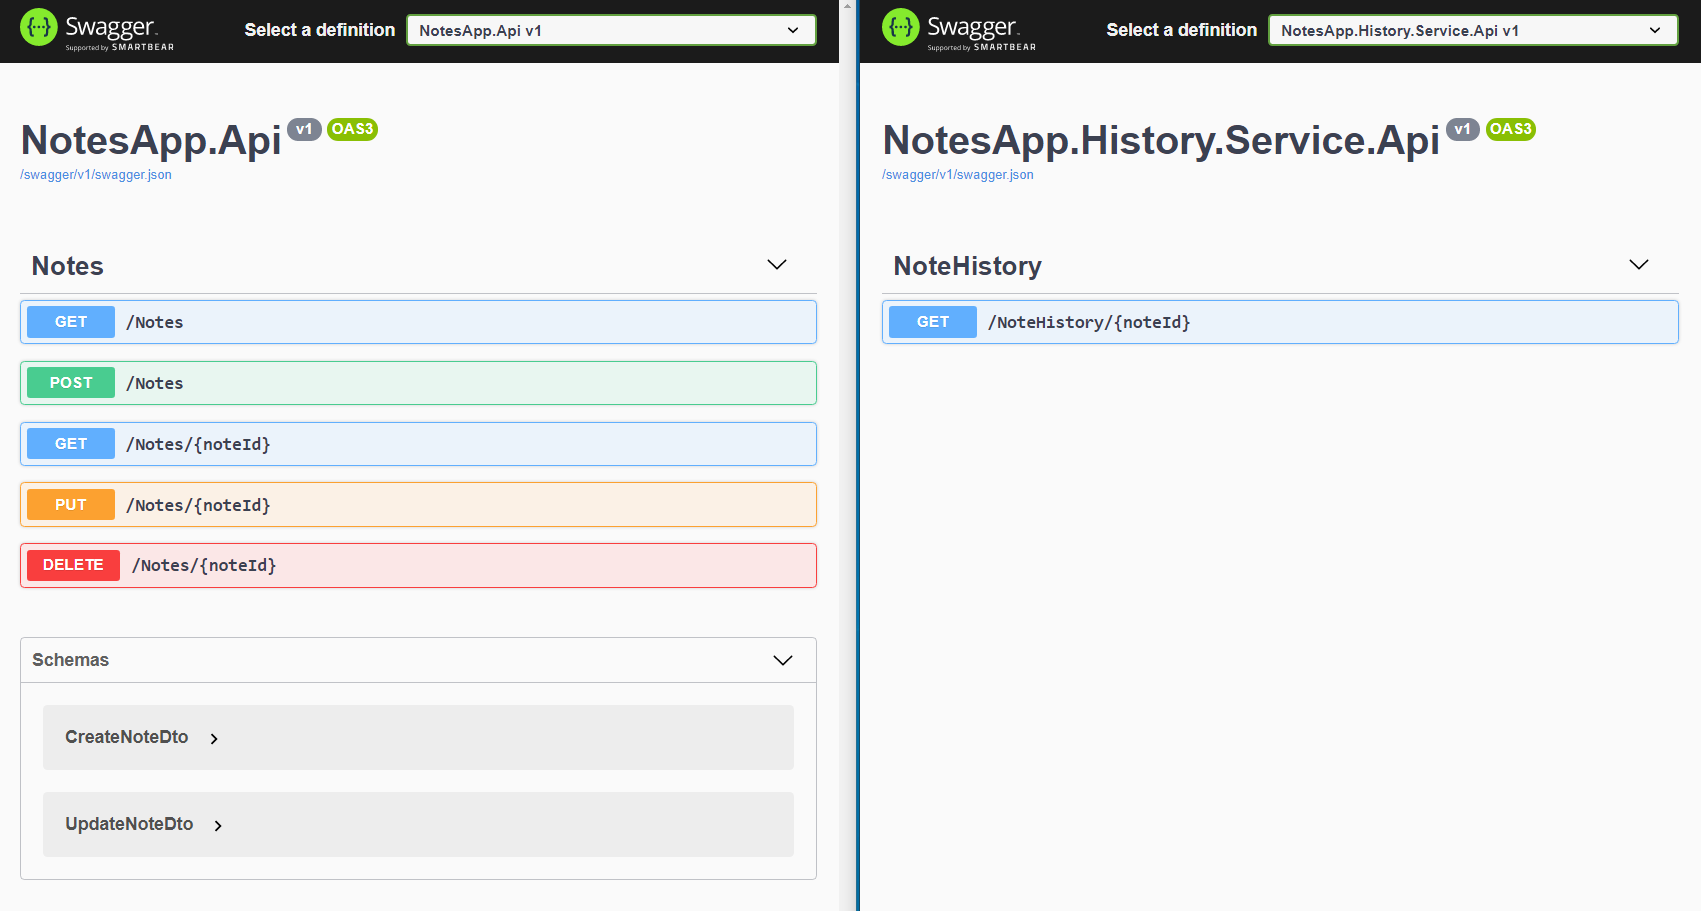 Swagger
Supported by SMARTBEAR
Select a definition
NotesApp.Api v1
NotesApp.Api v1 OAS3
/swagger/v1/swagger.json
Notes
GET /Notes
POST /Notes
GET /Notes/{noteId}
PUT /Notes/{noteId}
DELETE /Notes/{noteId}
Schemas
CreateNoteDto
UpdateNoteDto
Swagger
Supported by SMARTBEAR
Select a definition
NotesApp.History.Service.Api v1
NotesApp.History.Service.Api v1 OAS3
/swagger/v1/swagger.json
NoteHistory
GET /NoteHistory/{noteId}